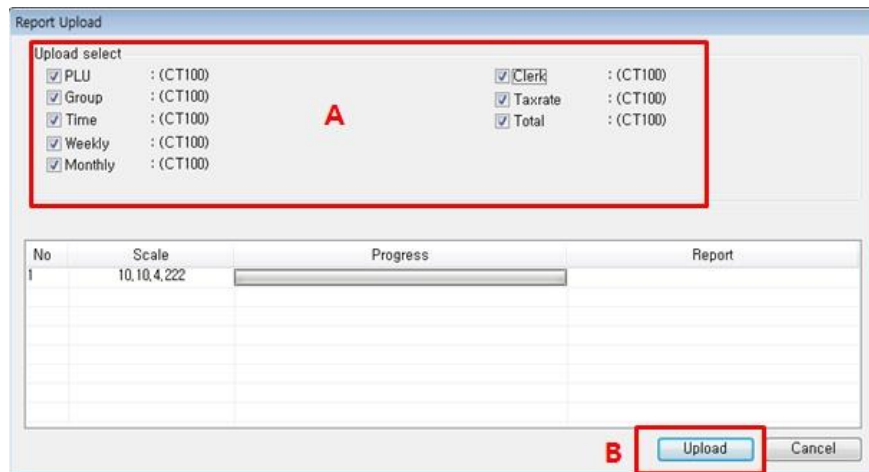 Report Upload
Upload select
PLU : (CT100)
Group : (CT100)
Time : (CT100)
Weekly : (CT100)
Monthly : (CT100)
A
Clerk : (CT100)
Taxrate : (CT100)
Total : (CT100)
No Scale Progress Report
1 10,10,4,222
B Upload Cancel